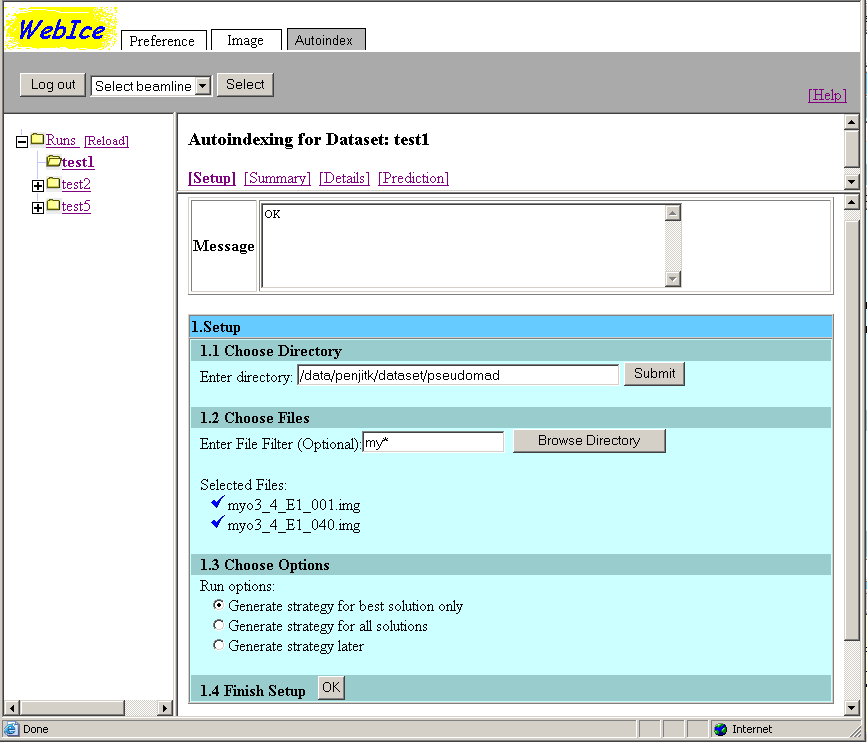 WebIce
Preference Image Autoindex
Log out Select beamline Select
[Help]
Runs [Reload]
test1
test2
test5
Autoindexing for Dataset: test1
[Setup] [Summary] [Details] [Prediction]
Message OK
1.Setup
1.1 Choose Directory
Enter directory: /data/penjitk/dataset/pseudomad Submit
1.2 Choose Files
Enter File Filter (Optional): my* Browse Directory
Selected Files:
myo3_4_E1_001.img
myo3_4_E1_040.img
1.3 Choose Options
Run options:
Generate strategy for best solution only
Generate strategy for all solutions
Generate strategy later
1.4 Finish Setup OK
Done Internet